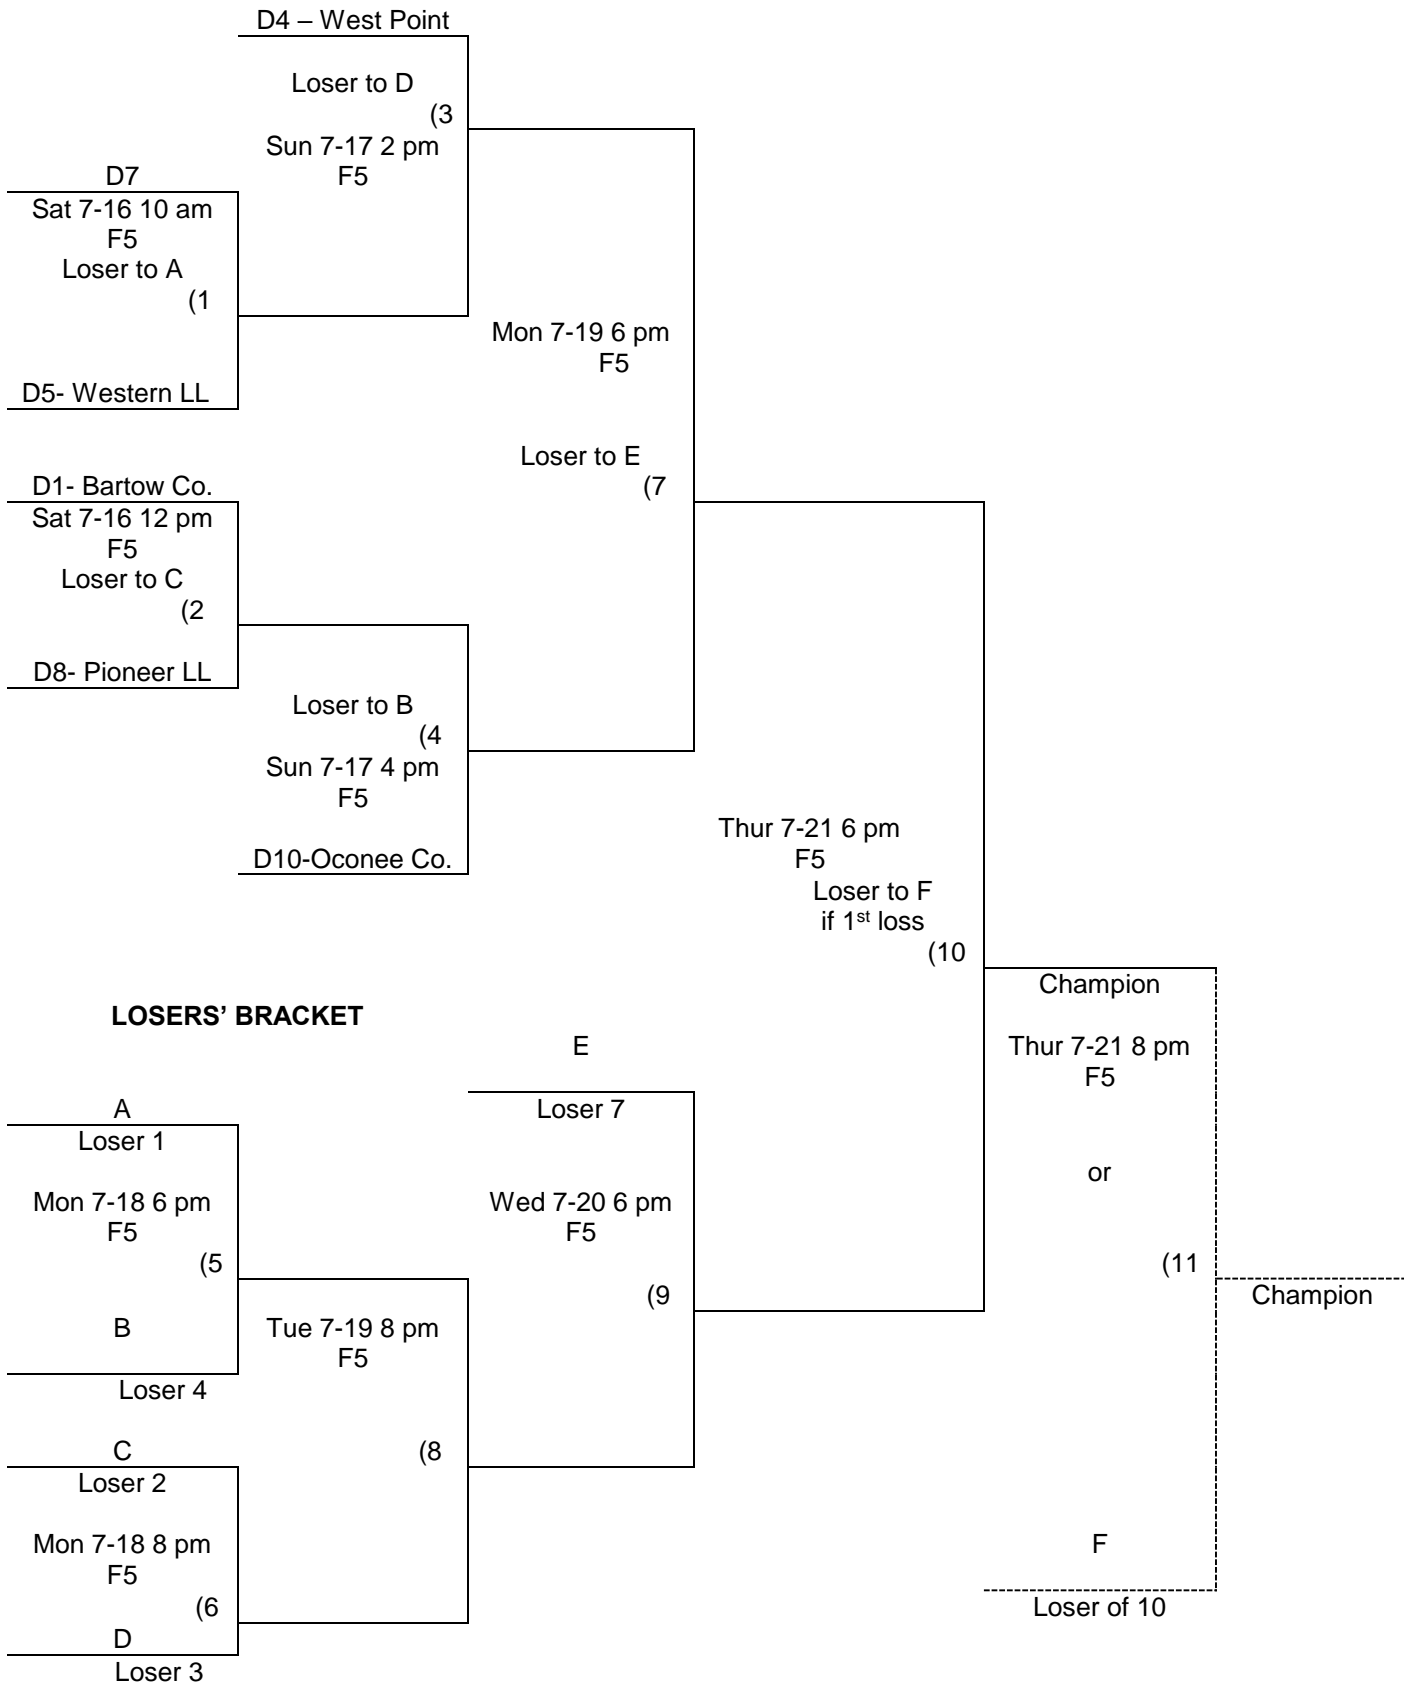 D4 – West Point
Loser to D
(3
Sun 7-17 2 pm
F5
D7
Sat 7-16 10 am
F5
Loser to A
(1
D5- Western LL
Mon 7-19 6 pm
F5
Loser to E
(7
D1- Bartow Co.
Sat 7-16 12 pm
F5
Loser to C
(2
D8- Pioneer LL
Loser to B
(4
Sun 7-17 4 pm
F5
D10-Oconee Co.
Thur 7-21 6 pm
F5
Loser to F
if 1st loss
(10
Champion
Thur 7-21 8 pm
F5
or
(11
Champion
F
Loser of 10
LOSERS’ BRACKET
E
Loser 7
Wed 7-20 6 pm
F5
(9
A
Loser 1
Mon 7-18 6 pm
F5
(5
B
Loser 4
Tue 7-19 8 pm
F5
(8
C
Loser 2
Mon 7-18 8 pm
F5
(6
D
Loser 3